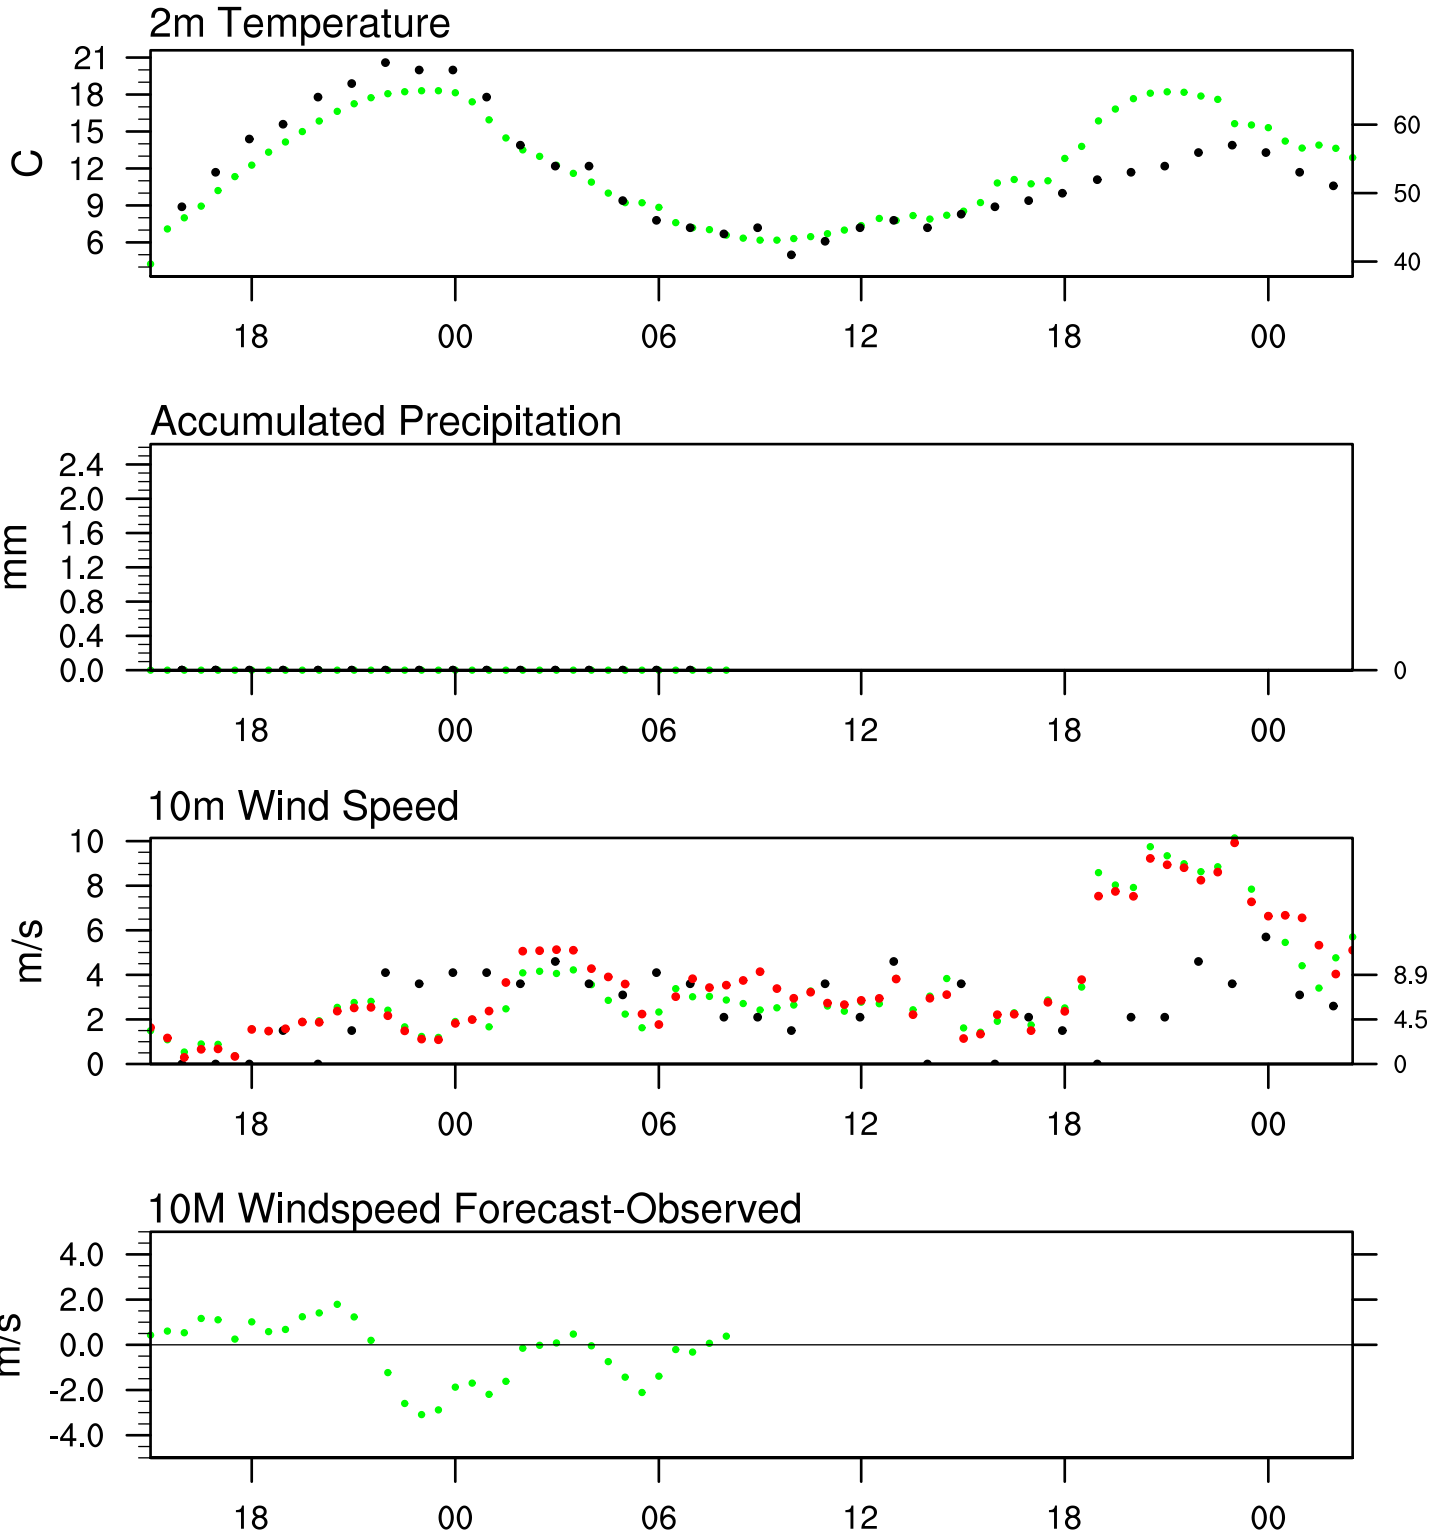 2m Temperature
21
18
15
12
9
6
C
60
50
40
18 00 06 12 18 00
Accumulated Precipitation
2.4
2.0
1.6
1.2
0.8
0.4
0.0
mm
0
18 00 06 12 18 00
10m Wind Speed
10
8
6
4
2
0
m/s
8.9
4.5
0
18 00 06 12 18 00
10M Windspeed Forecast-Observed
4.0
2.0
0.0
-2.0
-4.0
m/s
18 00 06 12 18 00